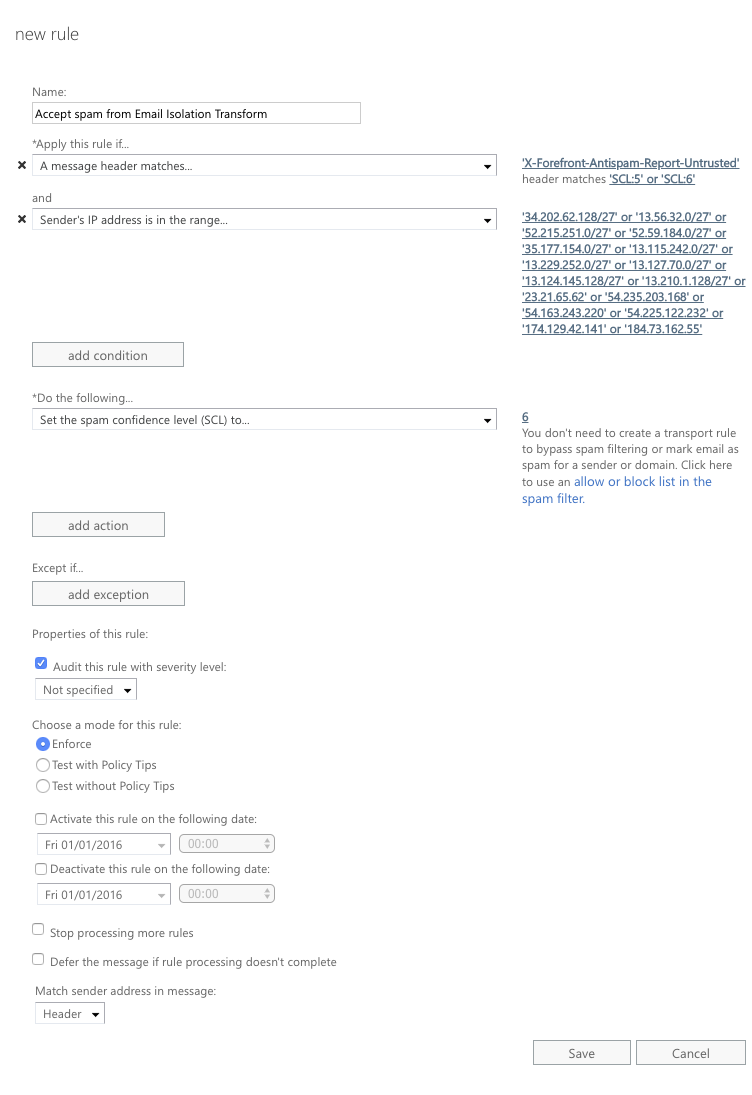 new rule
Name:
Accept spam from Email Isolation Transform
*Apply this rule if...
A message header matches...
'X-Forefront-Antispam-Report-Untrusted'
header matches 'SCL:5' or 'SCL:6'
and
Sender's IP address is in the range...
'34.202.62.128/27' or '13.56.32.0/27' or
'52.215.251.0/27' or '52.59.184.0/27' or
'35.177.154.0/27' or '13.115.242.0/27' or
'13.229.252.0/27' or '13.127.70.0/27' or
'13.124.145.128/27' or '13.210.1.128/27' or
'23.21.65.62' or '54.235.203.168' or
'54.163.243.220' or '54.225.122.232' or
'174.129.42.141' or '184.73.162.55'
add condition
*Do the following...
Set the spam confidence level (SCL) to...
6
You don't need to create a transport rule
to bypass spam filtering or mark email as
spam for a sender or domain. Click here
to use an allow or block list in the
spam filter.
add action
Except if...
add exception
Properties of this rule:
Audit this rule with severity level:
Not specified
Choose a mode for this rule:
Enforce
Test with Policy Tips
Test without Policy Tips
Activate this rule on the following date:
Fri 01/01/2016 00:00
Deactivate this rule on the following date:
Fri 01/01/2016 00:00
Stop processing more rules
Defer the message if rule processing doesn't complete
Match sender address in message:
Header
Save Cancel